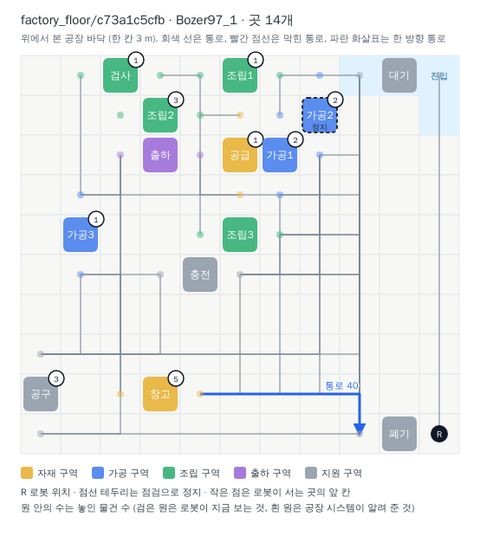 factory_floor/c73a1c5cfb · Bozer97_1 · 곳 14개
위에서 본 공장 바닥 (한 칸 3 m). 회색 선은 통로, 빨간 점선은 막힌 통로, 파란 화살표는 한 방향 통로
검사 1
조립1 1
대기
진입
조립2 3
가공2 2
정지
출하
공급 1
가공1 2
가공3 1
조립3
충전
통로 40
공구 3
창고 5
폐기
R
자재 구역 가공 구역 조립 구역 출하 구역 지원 구역
R 로봇 위치 · 점선 테두리는 점검으로 정지 · 작은 점은 로봇이 서는 곳의 앞 칸
원 안의 수는 놓인 물건 수 (검은 원은 로봇이 지금 보는 것, 흰 원은 공장 시스템이 알려 준 것)